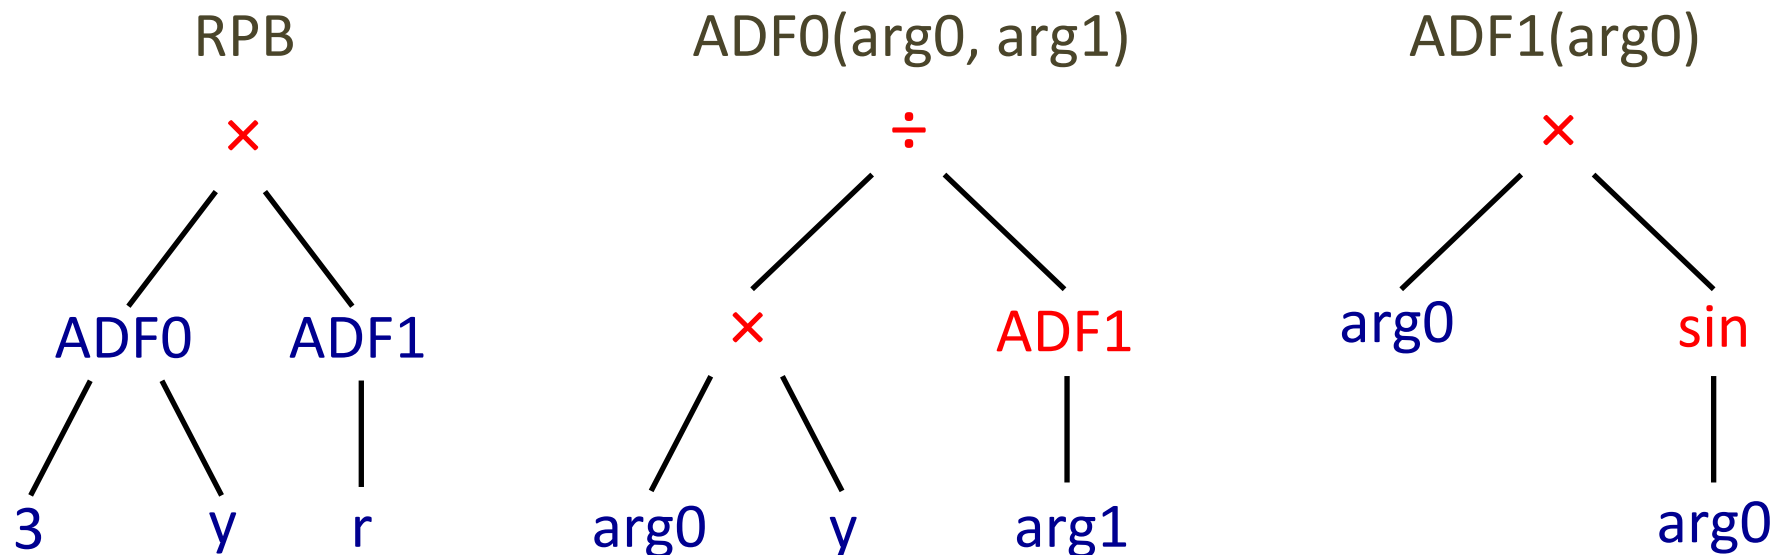 RPB ADF0(arg0, arg1) ADF1(arg0)
× ÷ ×
ADF0 ADF1 × ADF1 arg0 sin
3 y r arg0 y arg1 arg0